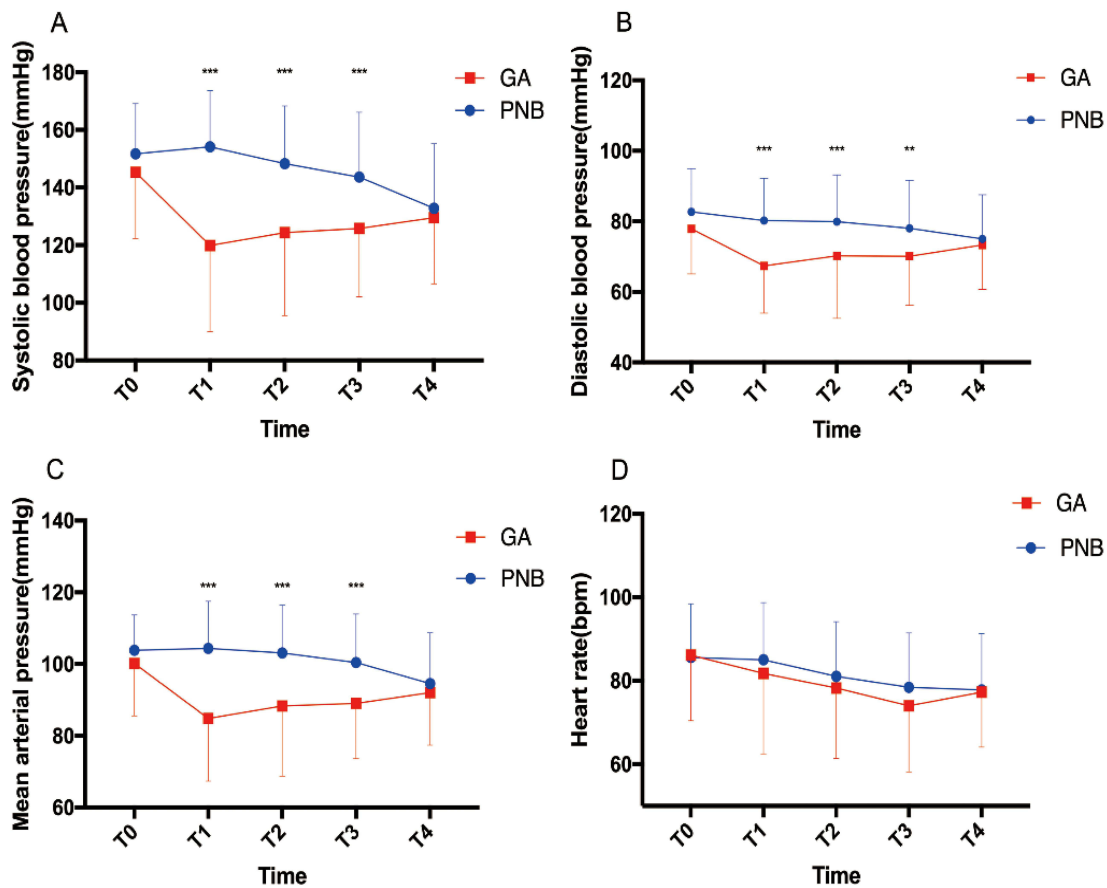 A
Systolic blood pressure(mmHg)
180
160
140
120
100
80
*** *** ***
GA
PNB
T0 T1 T2 T3 T4
Time
B
Diastolic blood pressure(mmHg)
120
100
80
60
40
*** *** **
GA
PNB
T0 T1 T2 T3 T4
Time
C
Mean arterial pressure(mmHg)
140
120
100
80
60
*** *** ***
GA
PNB
T0 T1 T2 T3 T4
Time
D
Heart rate(bpm)
120
100
80
60
GA
PNB
T0 T1 T2 T3 T4
Time